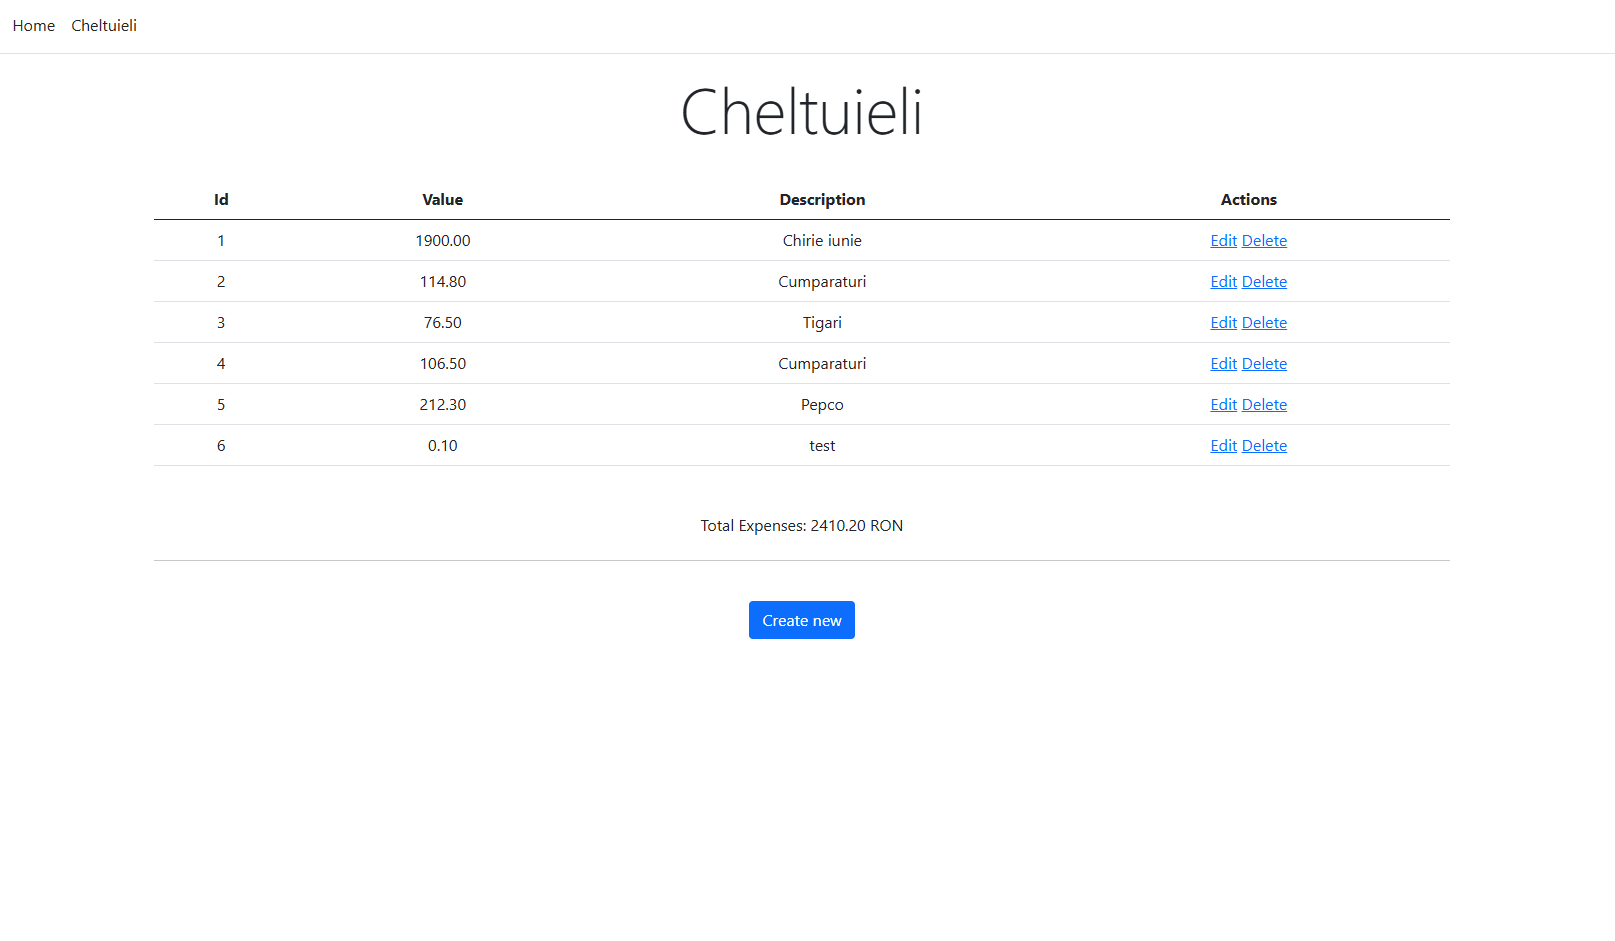 Home Cheltuieli
Cheltuieli
Id Value Description Actions
1 1900.00 Chirie iunie Edit Delete
2 114.80 Cumparaturi Edit Delete
3 76.50 Tigari Edit Delete
4 106.50 Cumparaturi Edit Delete
5 212.30 Pepco Edit Delete
6 0.10 test Edit Delete
Total Expenses: 2410.20 RON
Create new